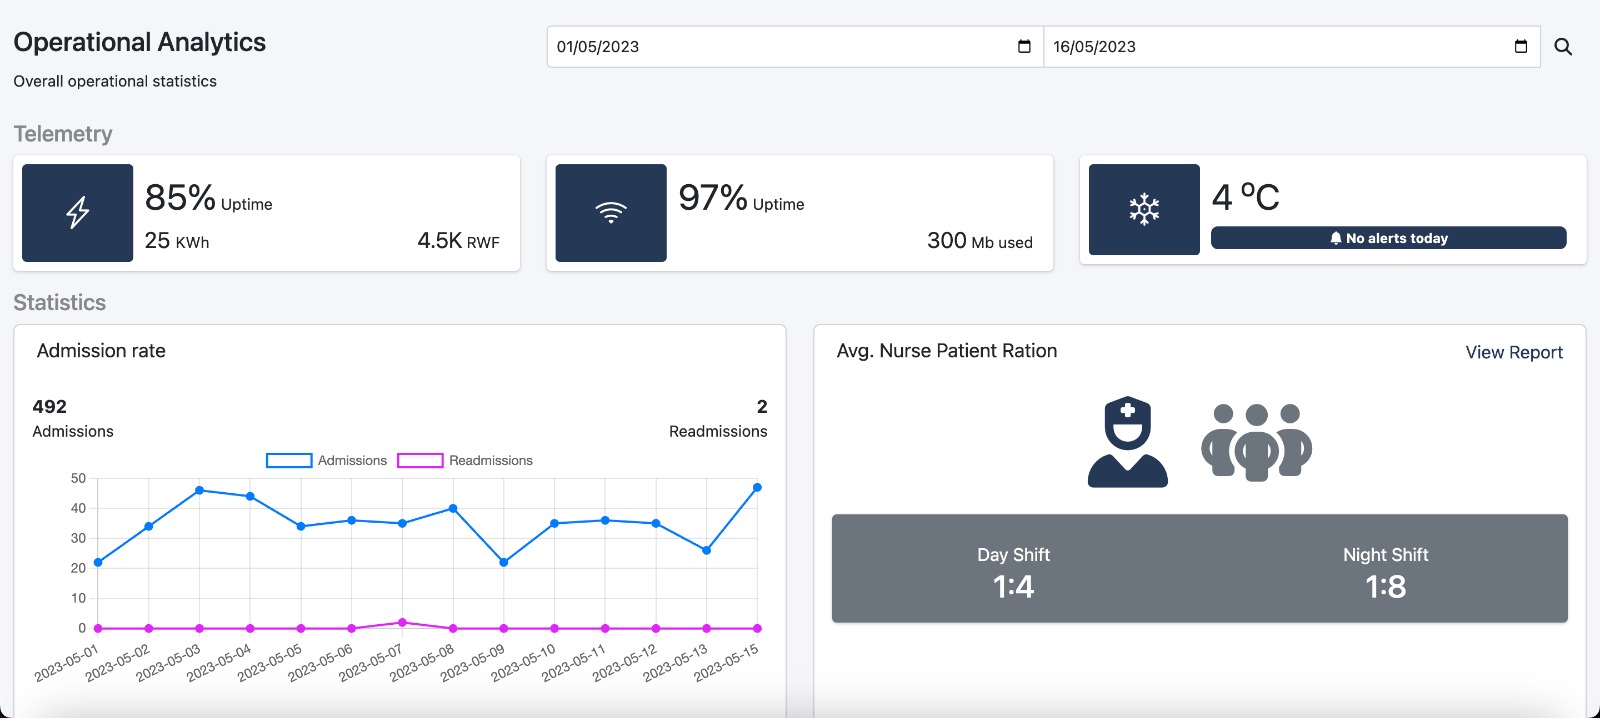 Operational Analytics
01/05/2023
16/05/2023
Overall operational statistics
Telemetry
85% Uptime
25 KWh
4.5K RWF
97% Uptime
300 Mb used
4 ⁰C
No alerts today
Statistics
Admission rate
492
Admissions
2
Readmissions
Admissions
Readmissions
50
40
30
20
10
0
2023-05-01
2023-05-02
2023-05-03
2023-05-04
2023-05-05
2023-05-06
2023-05-07
2023-05-08
2023-05-09
2023-05-10
2023-05-11
2023-05-12
2023-05-13
2023-05-15
Avg. Nurse Patient Ration
View Report
Day Shift
1:4
Night Shift
1:8